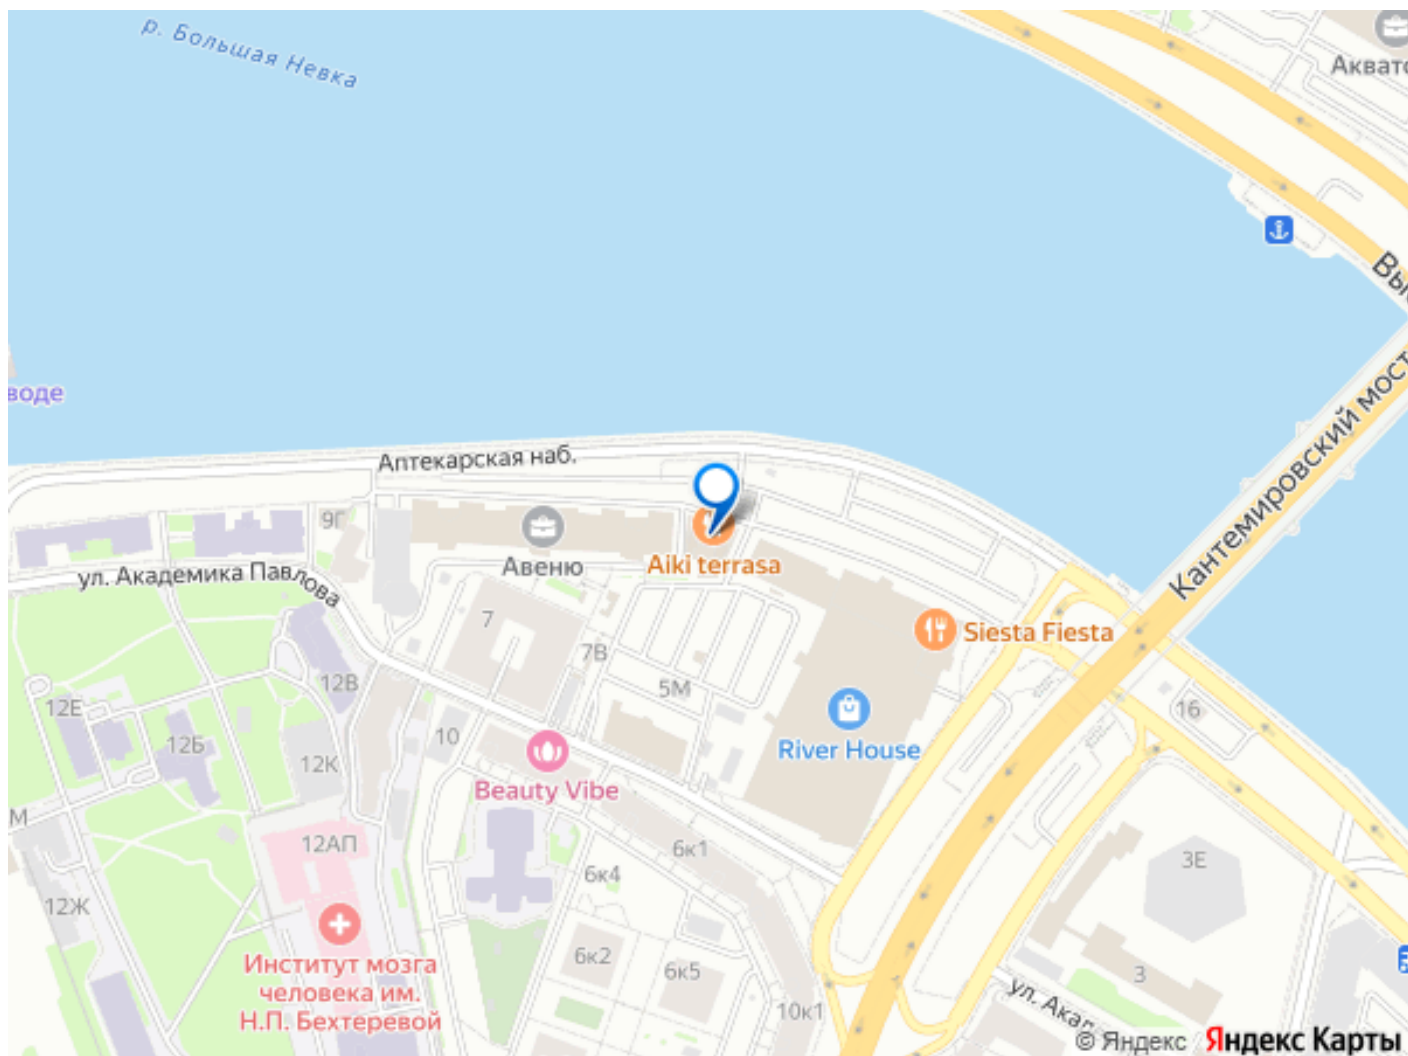 р. Большая Невка
Аквато
Вы
воде
Кантемировский мост
Аптекарская наб.
9Г
Авеню
Aiki terrasa
ул. Академика Павлова
7
Siesta Fiesta
7В
12В
5М
12Е
16
10
12Б
River House
12К
Beauty Vibe
М
12АП
6к1
3Е
6к4
12Ж
Институт мозга
человека им.
Н.П. Бехтеревой
6к2
6к5
3
10к1
ул. Акад
© Яндекс Яндекс Карты